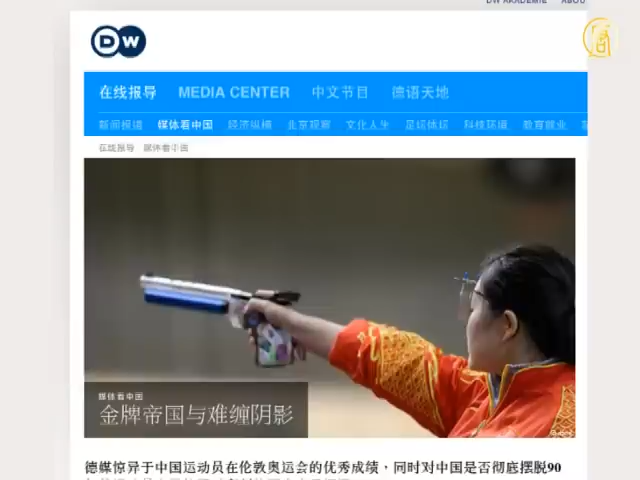 DW AKADEMIE ABOU
DW
在线报导 MEDIA CENTER 中文节目 德语天地
新闻报道 媒体看中国 经济纵横 北京观察 文化人生 足坛体坛 科技环境 教育就业
在线报导 媒体看中国
媒体看中国
金牌帝国与难缠阴影
德媒惊异于中国运动员在伦敦奥运会的优秀成绩，同时对中国是否彻底摆脱90